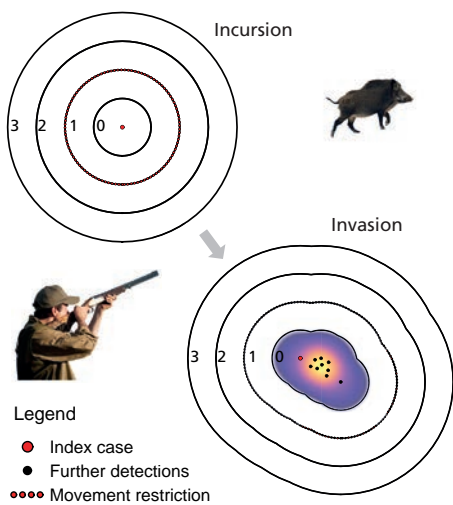 Incursion
3 2 1 0
Invasion
3 2 1 0
Legend
Index case
Further detections
Movement restriction